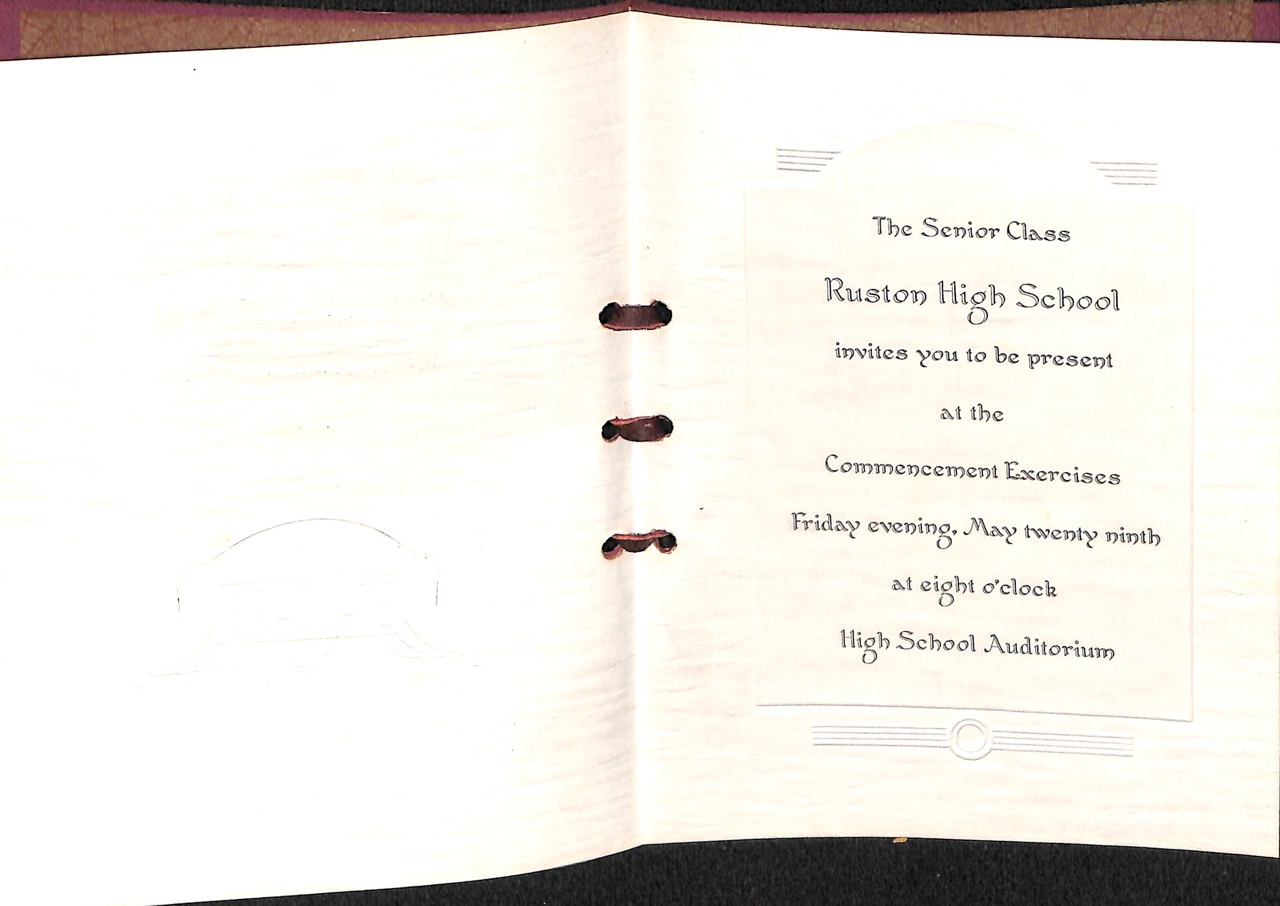 The Senior Class
Ruston High School
invites you to be present
at the
Commencement Exercises
Friday evening, May twenty ninth
at eight o'clock
High School Auditorium